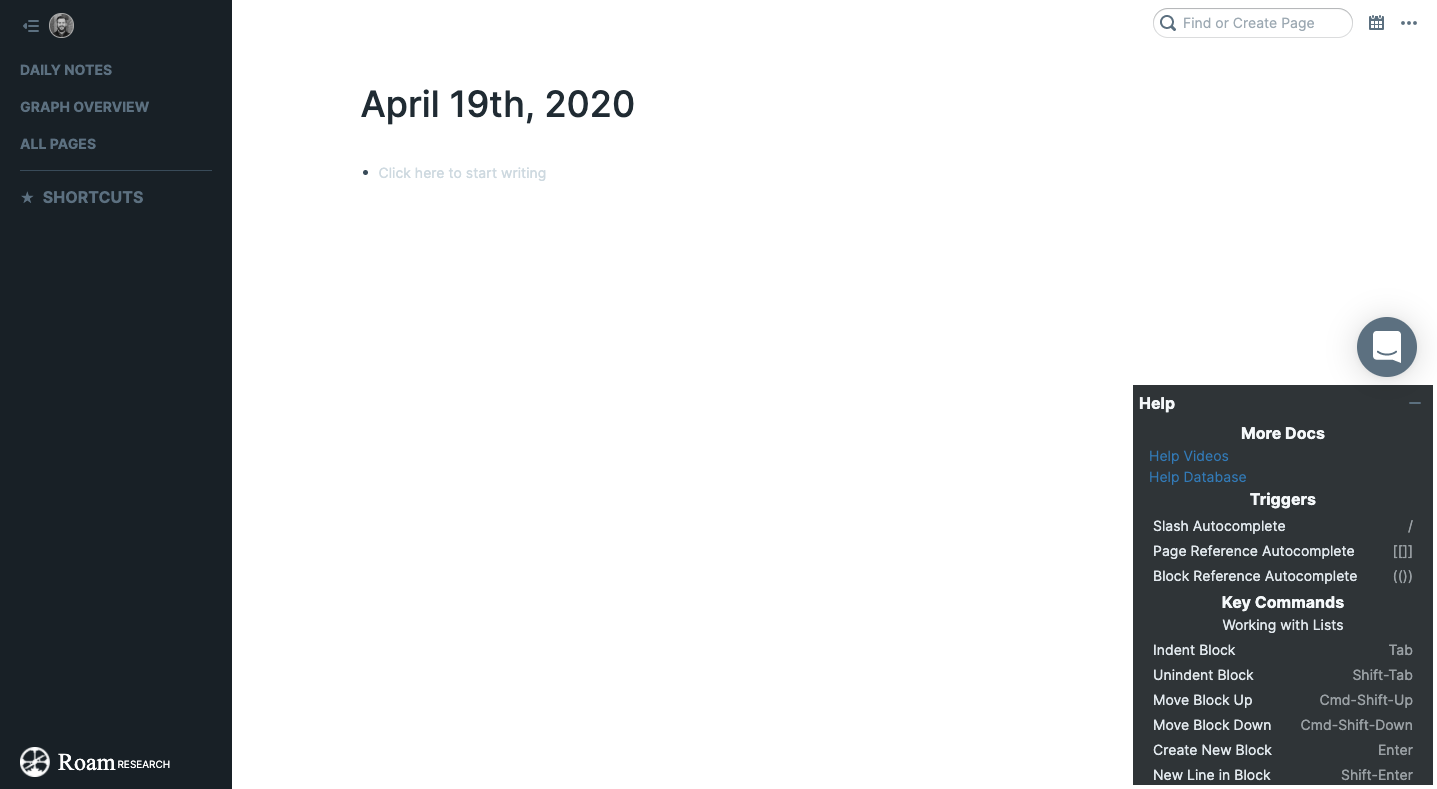 Find or Create Page
DAILY NOTES
GRAPH OVERVIEW
ALL PAGES
★ SHORTCUTS
April 19th, 2020
• Click here to start writing
Help
More Docs
Help Videos
Help Database
Triggers
Slash Autocomplete /
Page Reference Autocomplete [[]]
Block Reference Autocomplete (())
Key Commands
Working with Lists
Indent Block Tab
Unindent Block Shift-Tab
Move Block Up Cmd-Shift-Up
Move Block Down Cmd-Shift-Down
Create New Block Enter
New Line in Block Shift-Enter
Roam RESEARCH